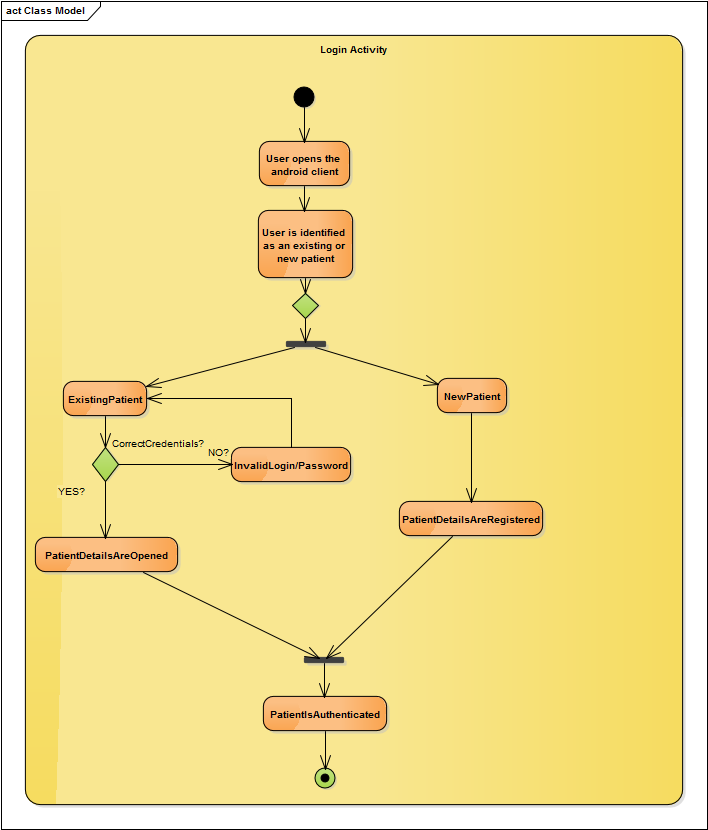 act Class Model
Login Activity
User opens the
android client
User is identified
as an existing or
new patient
ExistingPatient
NewPatient
CorrectCredentials?
NO?
InvalidLogin/Password
YES?
PatientDetailsAreRegistered
PatientDetailsAreOpened
PatientIsAuthenticated